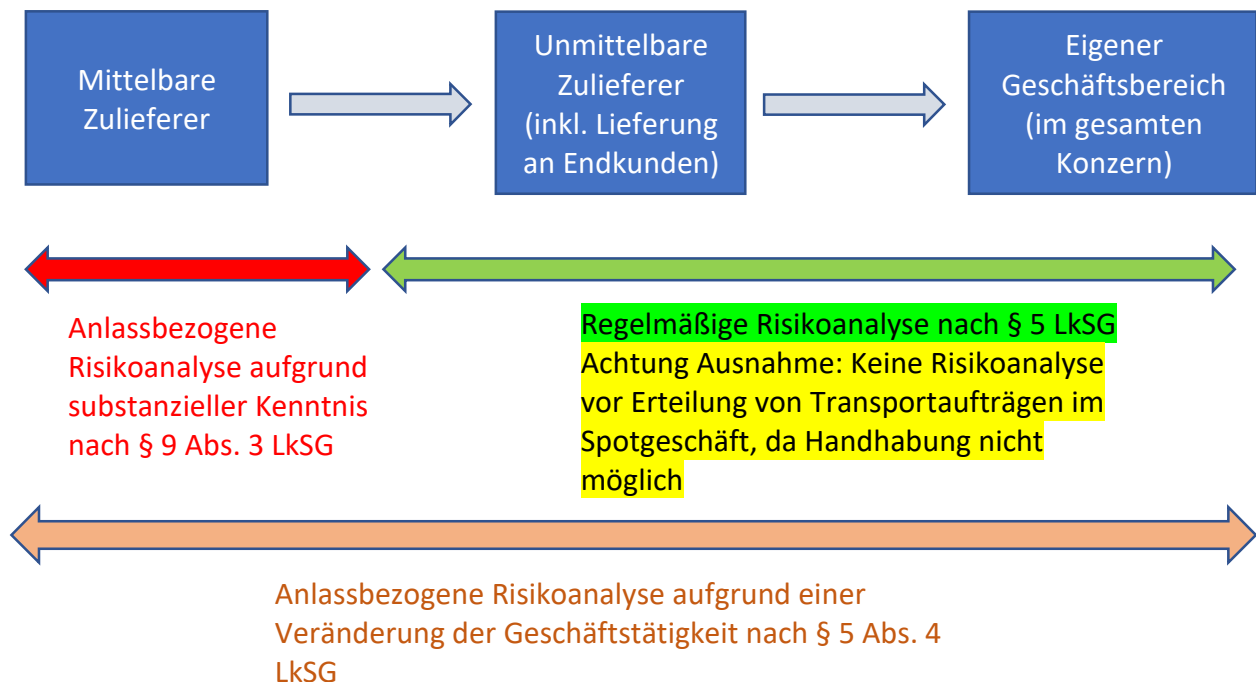 Mittelbare
Zulieferer
Unmittelbare
Zulieferer
(inkl. Lieferung
an Endkunden)
Eigener
Geschäftsbereich
(im gesamten
Konzern)
Anlassbezogene
Risikoanalyse aufgrund
substanzieller Kenntnis
nach § 9 Abs. 3 LkSG
Regelmäßige Risikoanalyse nach § 5 LkSG
Achtung Ausnahme: Keine Risikoanalyse
vor Erteilung von Transportaufträgen im
Spotgeschäft, da Handhabung nicht
möglich
Anlassbezogene Risikoanalyse aufgrund einer
Veränderung der Geschäftstätigkeit nach § 5 Abs. 4
LkSG